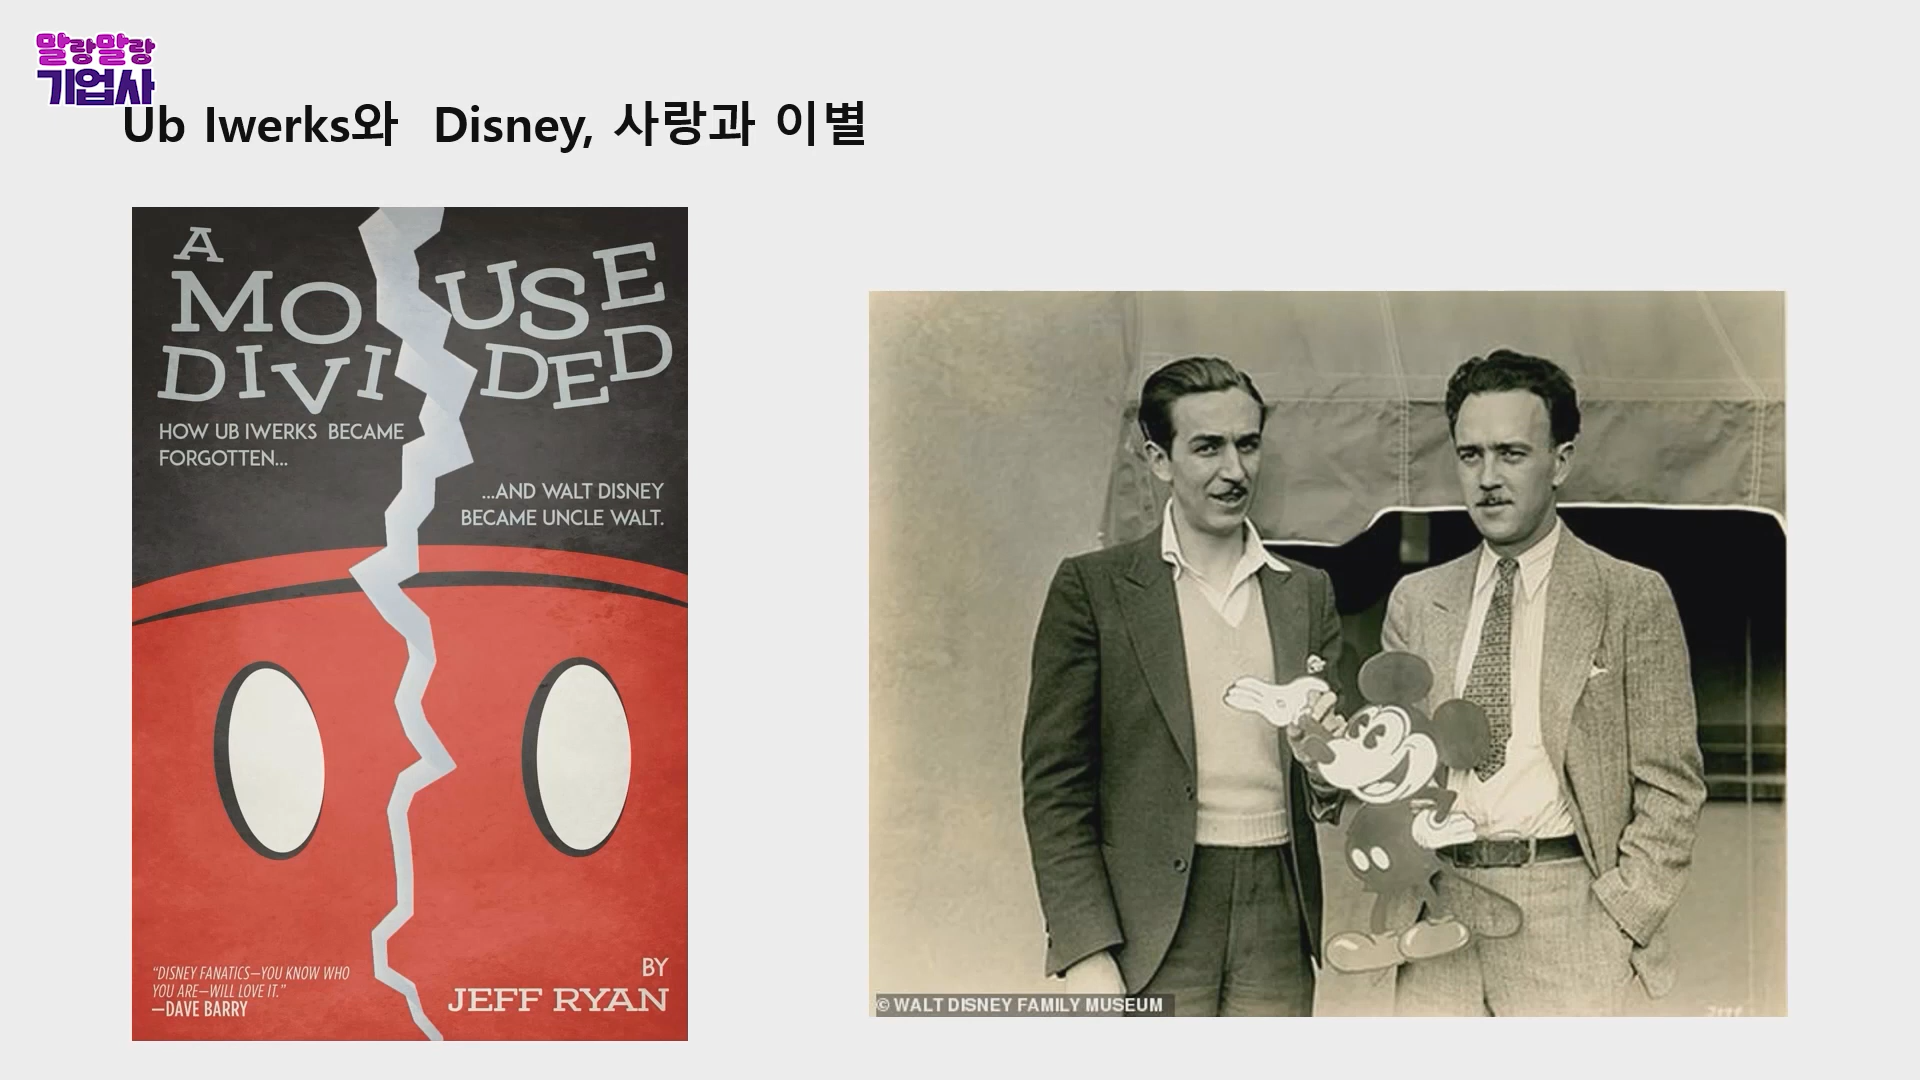 말랑말랑
기업사
Ub Iwerks와 Disney, 사랑과 이별
A
MOUSE
DIVIDED
HOW UB IWERKS BECAME
FORGOTTEN...
...AND WALT DISNEY
BECAME UNCLE WALT.
"DISNEY FANATICS—YOU KNOW WHO
YOU ARE—WILL LOVE IT."
—DAVE BARRY
BY
JEFF RYAN
© WALT DISNEY FAMILY MUSEUM